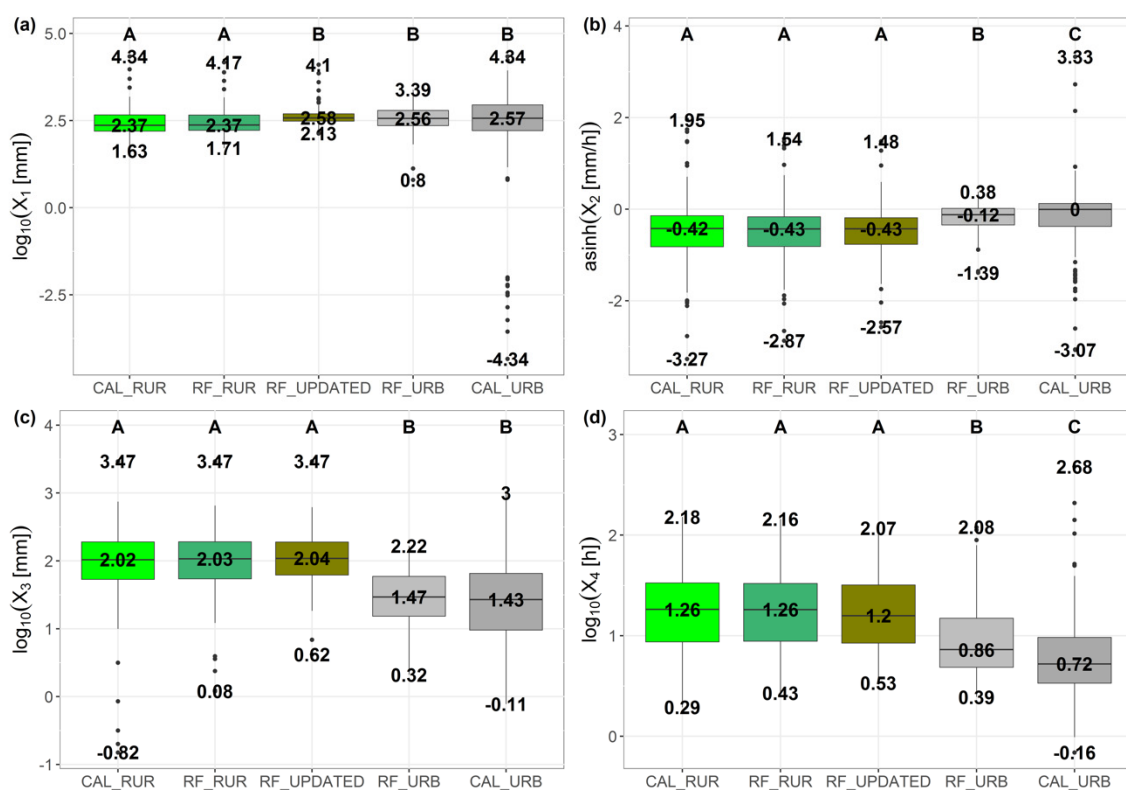 (a)
A A B B B
5.0
4.34 4.17 4.1 3.39 4.34
2.5
2.37 2.37 2.58 2.56 2.57
1.63 1.71 2.13 0.8
0.0
-2.5
-4.34
log10(X1 [mm])
CAL_RUR RF_RUR RF_UPDATED RF_URB CAL_URB
(b)
A A A B C
4
1.95 1.54 1.48 0.38 3.33
2
0
-0.42 -0.43 -0.43 -0.12 0
-2
-3.27 -2.87 -2.57 -1.39 -3.07
asinh(X2 [mm/h])
CAL_RUR RF_RUR RF_UPDATED RF_URB CAL_URB
(c)
A A A B B
4
3.47 3.47 3.47 2.22 3
3
2
2.02 2.03 2.04 1.47 1.43
1
0
-0.82 0.08 0.62 0.32 -0.11
-1
log10(X3 [mm])
CAL_RUR RF_RUR RF_UPDATED RF_URB CAL_URB
(d)
A A A B C
3
2.18 2.16 2.07 2.08 2.68
2
1.26 1.26 1.2 0.86 0.72
1
0.29 0.43 0.53 0.39 -0.16
0
log10(X4 [h])
CAL_RUR RF_RUR RF_UPDATED RF_URB CAL_URB